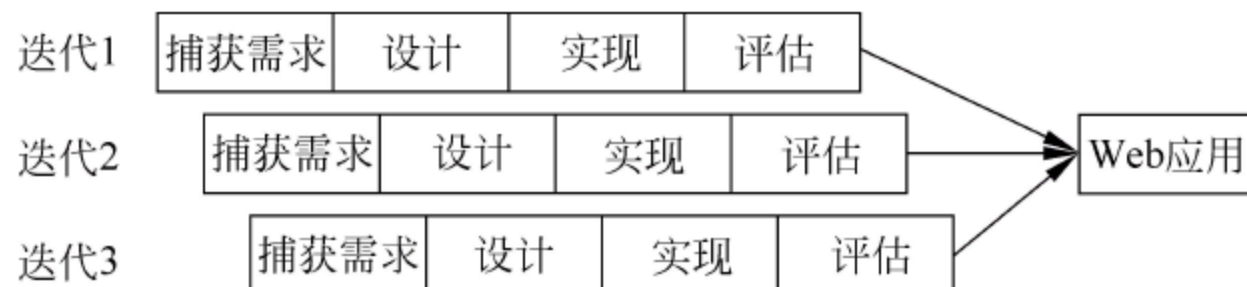 迭代1 捕获需求 设计 实现 评估
迭代2 捕获需求 设计 实现 评估 Web应用
迭代3 捕获需求 设计 实现 评估